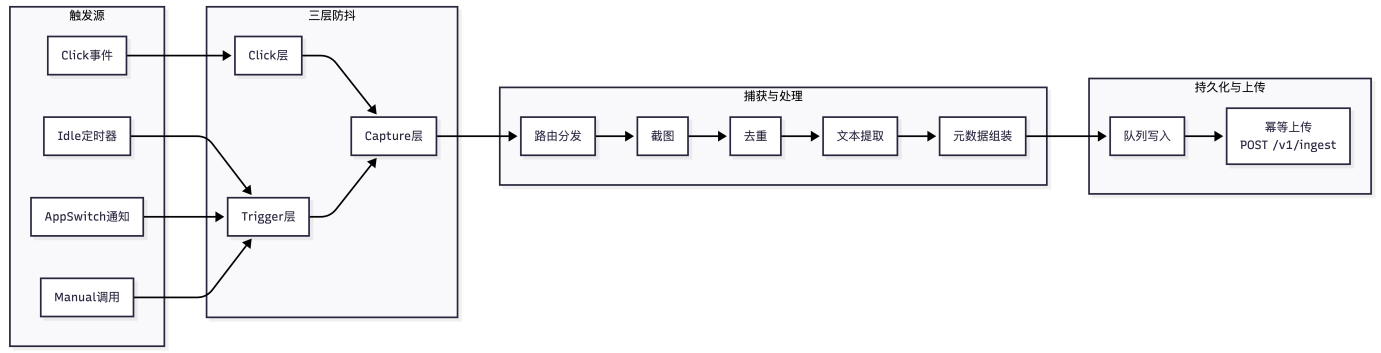 触发源
Click事件
Idle定时器
AppSwitch通知
Manual调用
三层防抖
Click层
Trigger层
Capture层
捕获与处理
路由分发
截图
去重
文本提取
元数据组装
持久化与上传
队列写入
幂等上传
POST /v1/ingest